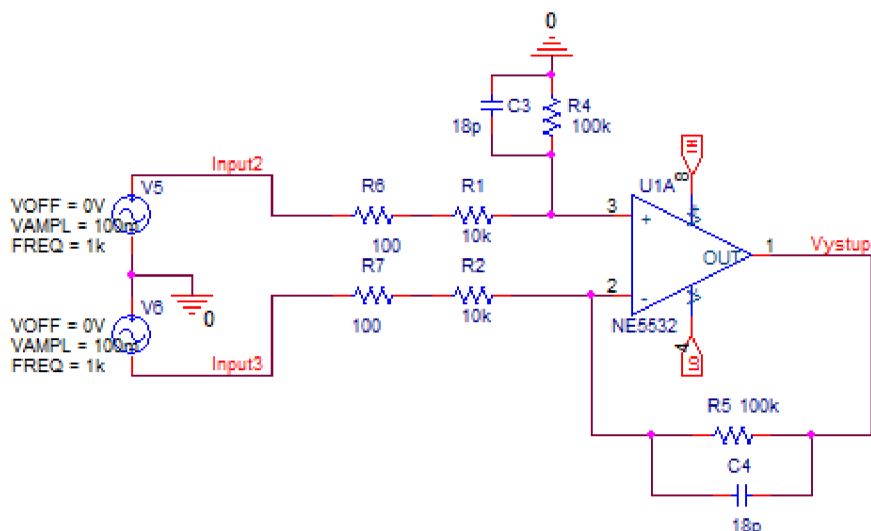 0
C3
18p
R4
100k
Input2
V5
VOFF = 0V
VAMPL = 100m
FREQ = 1k
R6
100
R1
10k
U1A
HI
8
V+
3
+
OUT
1
Vystup
R7
100
R2
10k
2
-
V-
NE5532
4
LO
0
V6
VOFF = 0V
VAMPL = 100m
FREQ = 1k
Input3
R5 100k
C4
18p